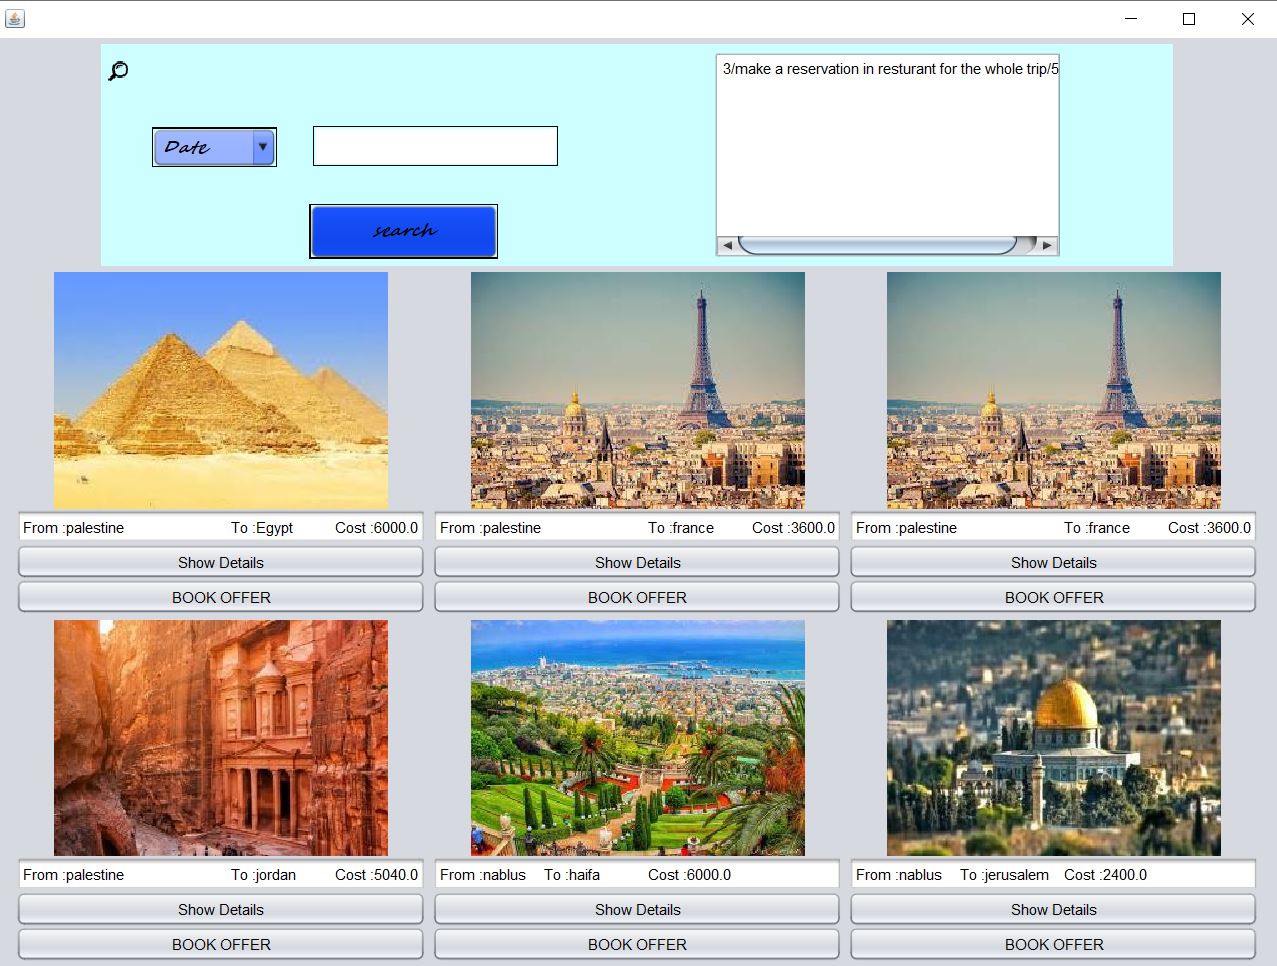 3/make a reservation in resturant for the whole trip/5
Date
search
From :palestine To :Egypt Cost :6000.0
From :palestine To :france Cost :3600.0
From :palestine To :france Cost :3600.0
Show Details
Show Details
Show Details
BOOK OFFER
BOOK OFFER
BOOK OFFER
From :palestine To :jordan Cost :5040.0
From :nablus To :haifa Cost :6000.0
From :nablus To :jerusalem Cost :2400.0
Show Details
Show Details
Show Details
BOOK OFFER
BOOK OFFER
BOOK OFFER